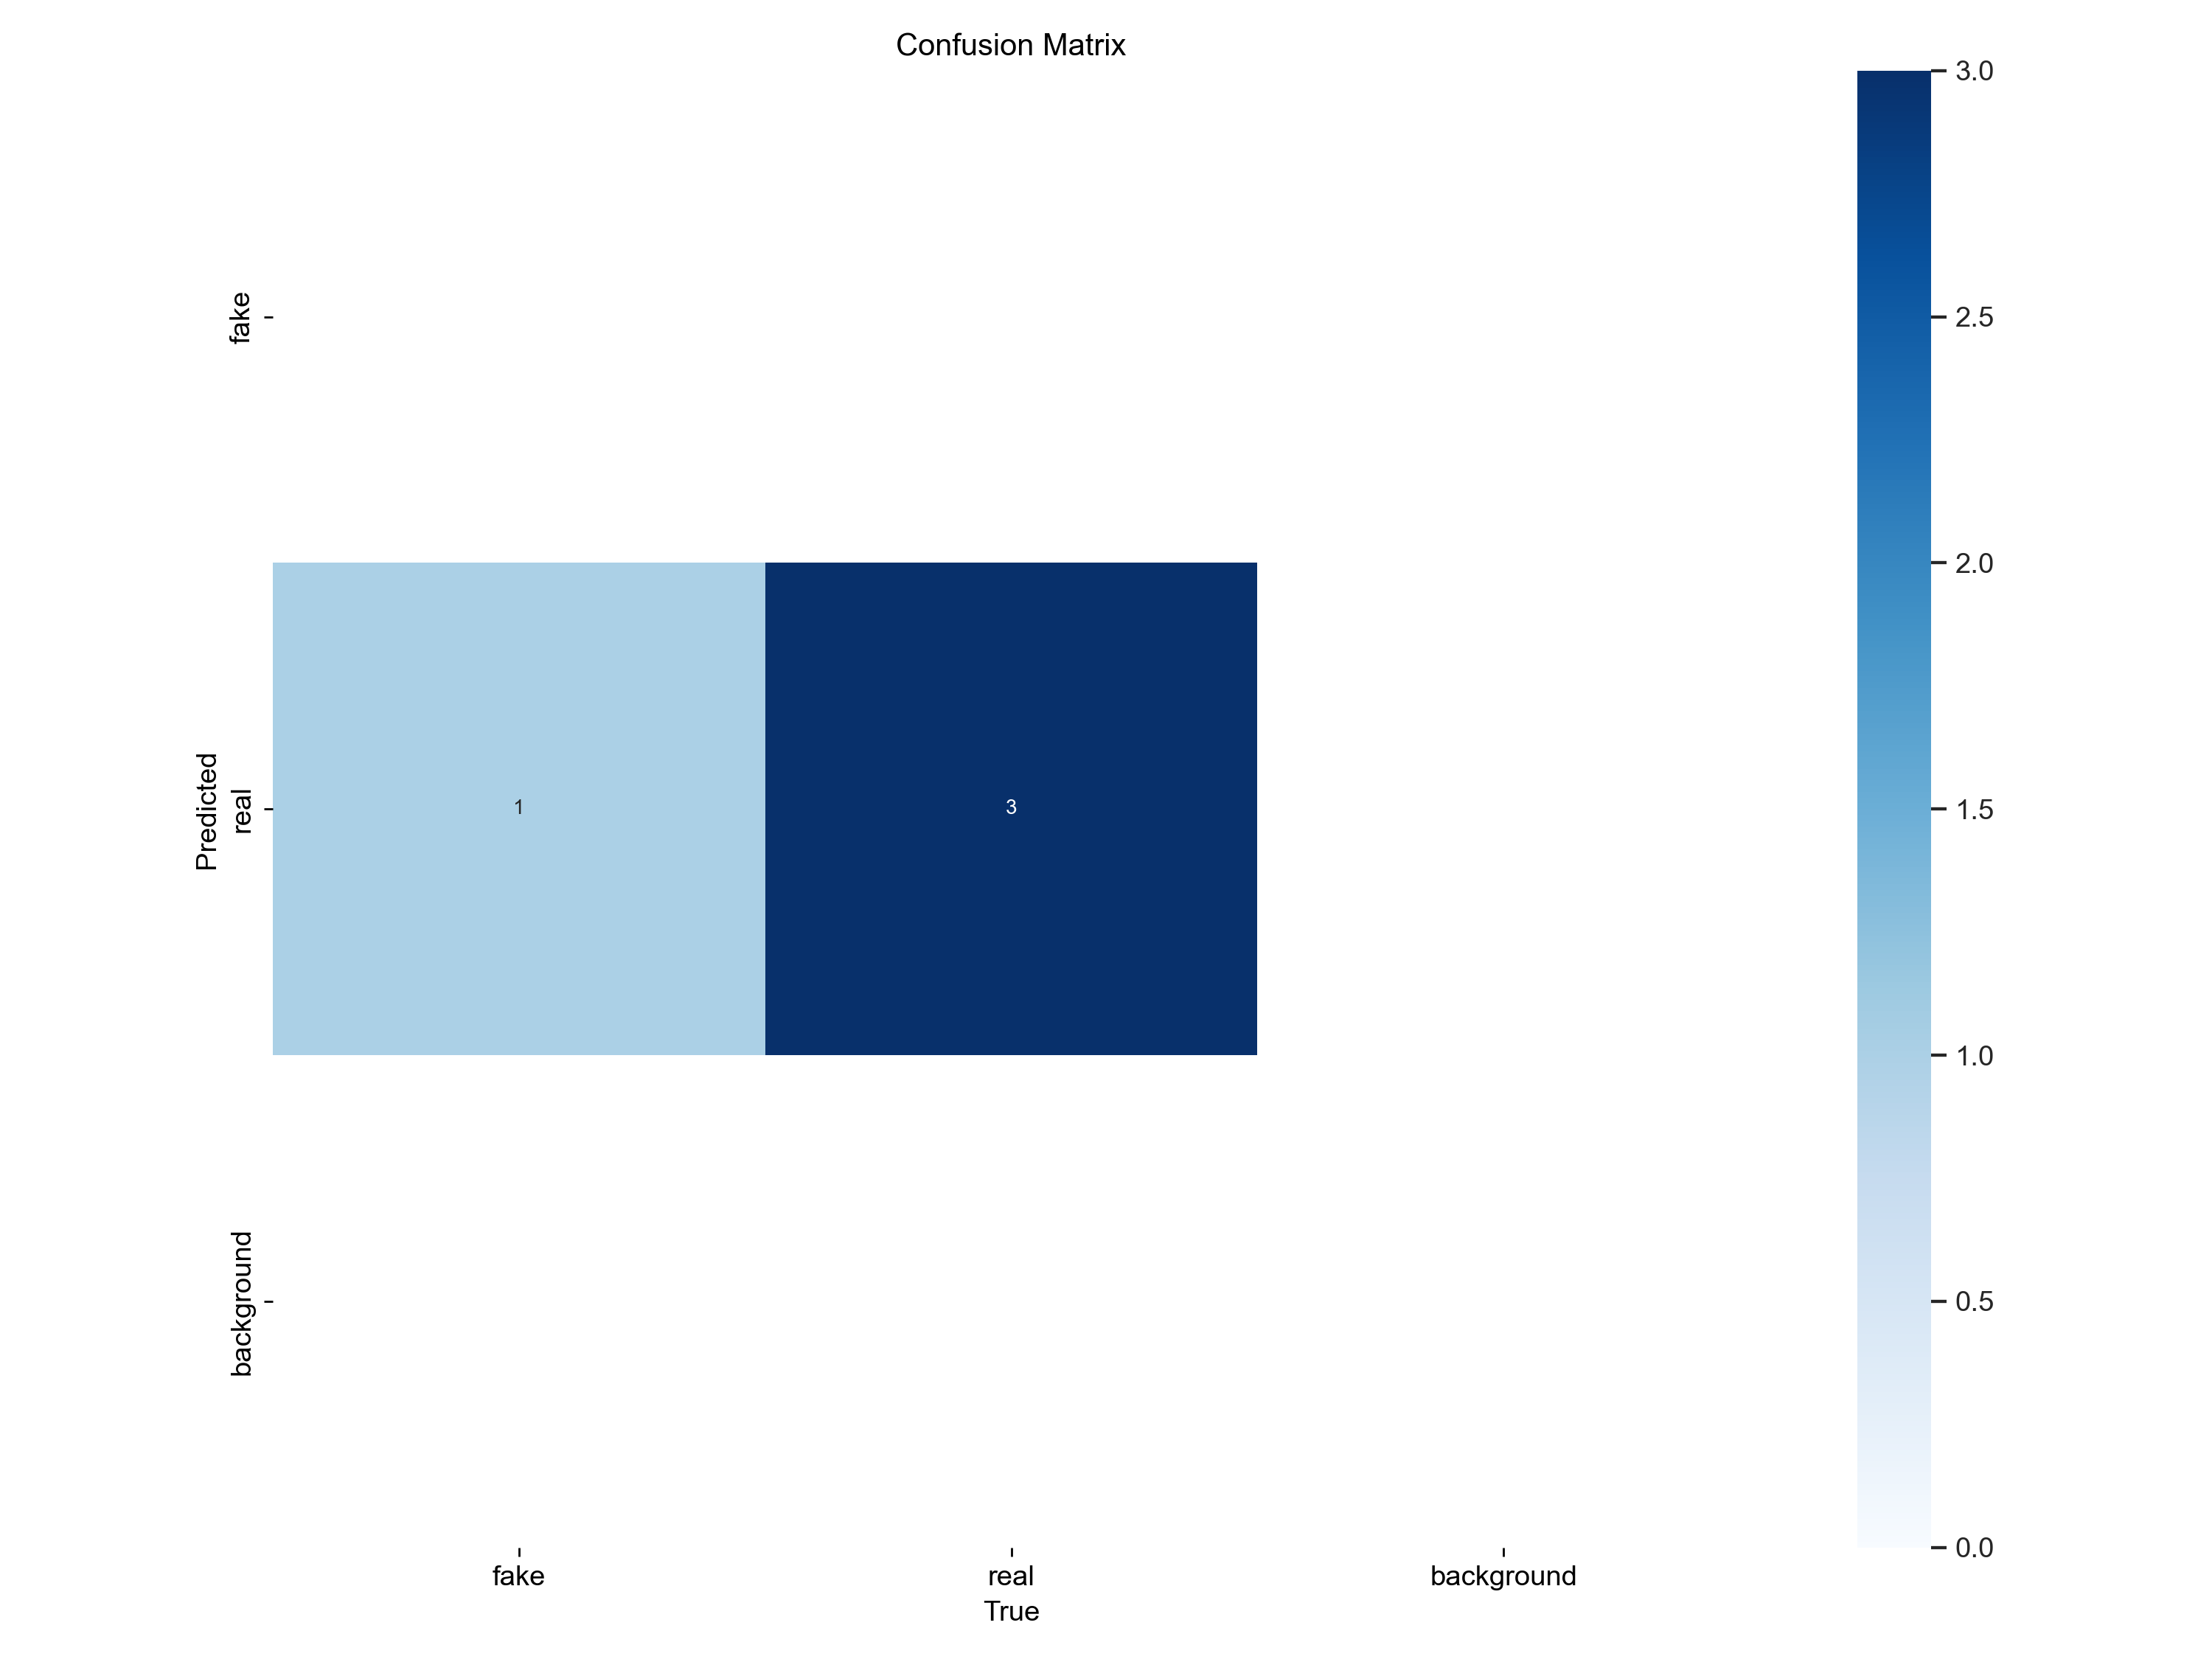 Confusion Matrix
3.0
2.5
2.0
1.5
1.0
0.5
0.0
Predicted
fake
real
background
1
3
fake
real
background
True